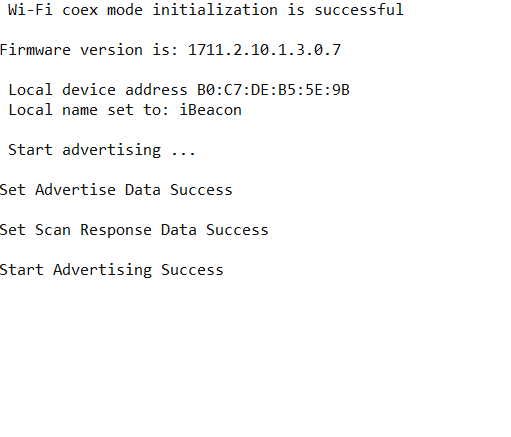 Wi-Fi coex mode initialization is successful
Firmware version is: 1711.2.10.1.3.0.7
Local device address B0:C7:DE:B5:5E:9B
Local name set to: iBeacon
Start advertising ...
Set Advertise Data Success
Set Scan Response Data Success
Start Advertising Success